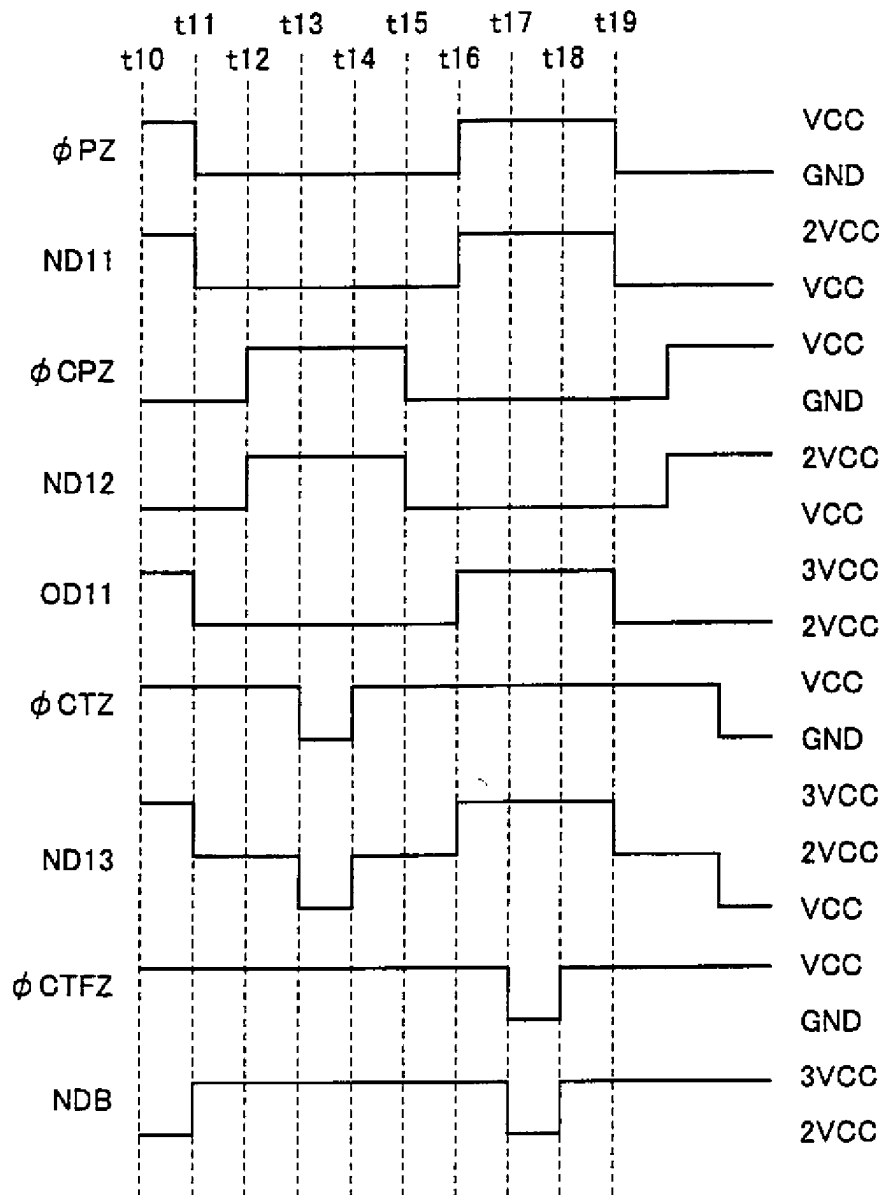 t11 t13 t15 t17 t19
t10 t12 t14 t16 t18
φPZ VCC
GND
ND11 2VCC
VCC
φCPZ VCC
GND
ND12 2VCC
VCC
OD11 3VCC
2VCC
φCTZ VCC
GND
ND13 3VCC
2VCC
VCC
φCTFZ VCC
GND
NDB 3VCC
2VCC